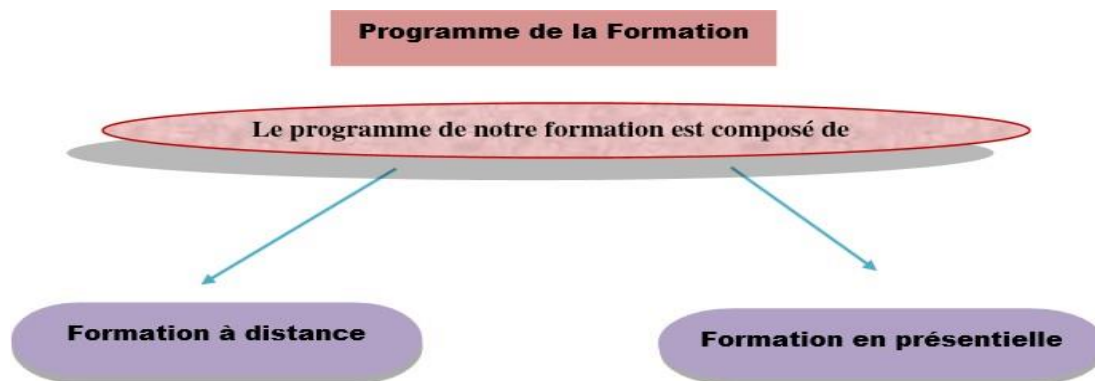 Programme de la Formation
Le programme de notre formation est composé de
Formation à distance
Formation en présentielle